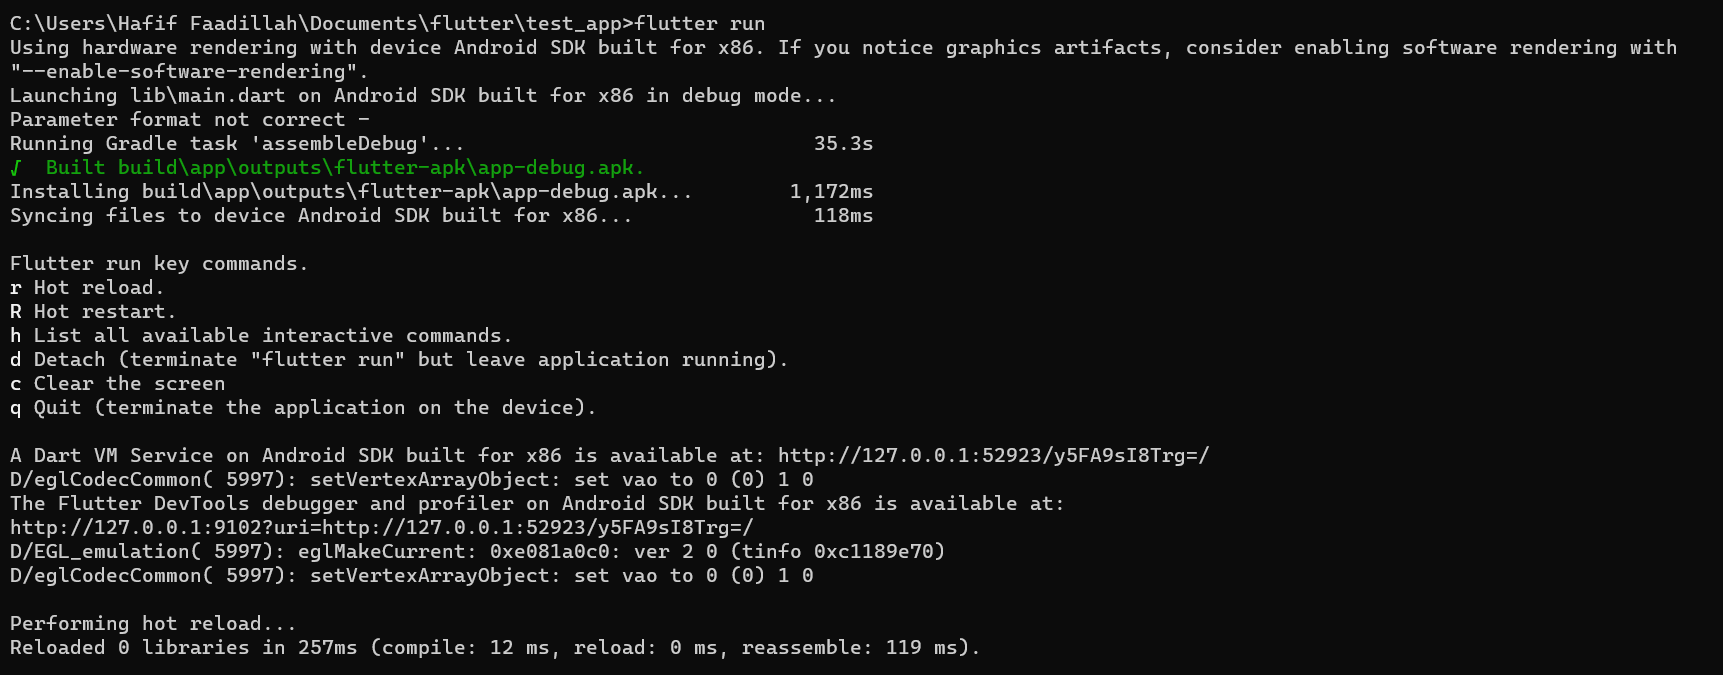 C:\Users\Hafif Faadillah\Documents\flutter\test_app>flutter run
Using hardware rendering with device Android SDK built for x86. If you notice graphics artifacts, consider enabling software rendering with
"--enable-software-rendering".
Launching lib\main.dart on Android SDK built for x86 in debug mode...
Parameter format not correct -
Running Gradle task 'assembleDebug'... 35.3s
√ Built build\app\outputs\flutter-apk\app-debug.apk.
Installing build\app\outputs\flutter-apk\app-debug.apk... 1,172ms
Syncing files to device Android SDK built for x86... 118ms
Flutter run key commands.
r Hot reload.
R Hot restart.
h List all available interactive commands.
d Detach (terminate "flutter run" but leave application running).
c Clear the screen
q Quit (terminate the application on the device).
A Dart VM Service on Android SDK built for x86 is available at: http://127.0.0.1:52923/y5FA9sI8Trg=/
D/eglCodecCommon( 5997): setVertexArrayObject: set vao to 0 (0) 1 0
The Flutter DevTools debugger and profiler on Android SDK built for x86 is available at:
http://127.0.0.1:9102?uri=http://127.0.0.1:52923/y5FA9sI8Trg=/
D/EGL_emulation( 5997): eglMakeCurrent: 0xe081a0c0: ver 2 0 (tinfo 0xc1189e70)
D/eglCodecCommon( 5997): setVertexArrayObject: set vao to 0 (0) 1 0
Performing hot reload...
Reloaded 0 libraries in 257ms (compile: 12 ms, reload: 0 ms, reassemble: 119 ms).